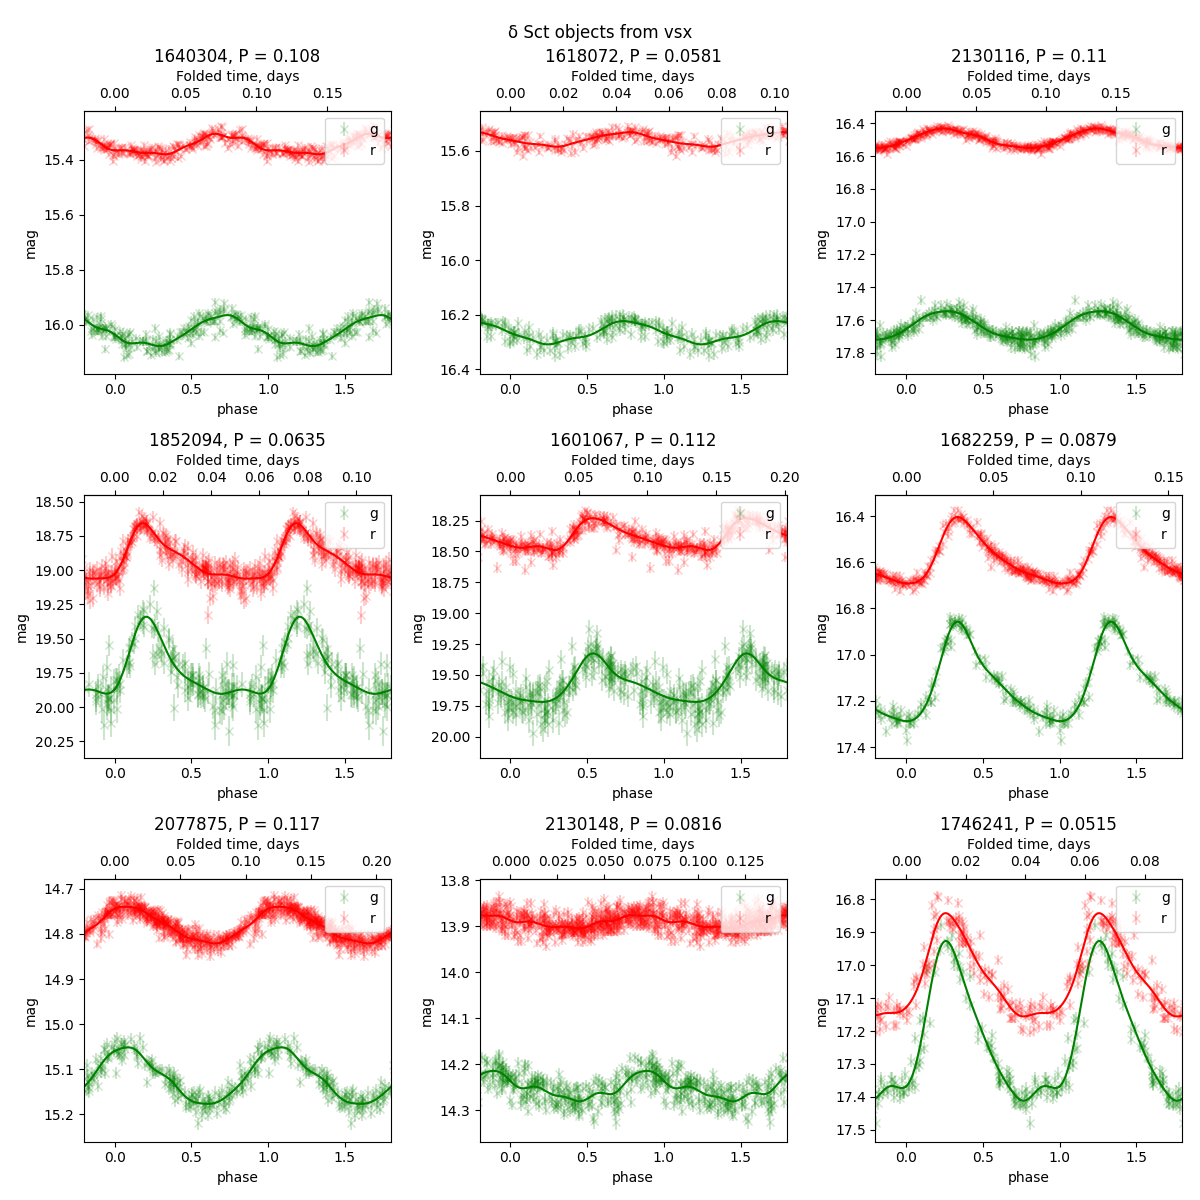 δ Sct objects from vsx
1640304, P = 0.108
Folded time, days
0.00 0.05 0.10 0.15
g
r
mag
15.4
15.6
15.8
16.0
0.0 0.5 1.0 1.5
phase
1618072, P = 0.0581
Folded time, days
0.00 0.02 0.04 0.06 0.08 0.10
g
r
mag
15.6
15.8
16.0
16.2
16.4
0.0 0.5 1.0 1.5
phase
2130116, P = 0.11
Folded time, days
0.00 0.05 0.10 0.15
g
r
mag
16.4
16.6
16.8
17.0
17.2
17.4
17.6
17.8
0.0 0.5 1.0 1.5
phase
1852094, P = 0.0635
Folded time, days
0.00 0.02 0.04 0.06 0.08 0.10
g
r
mag
18.50
18.75
19.00
19.25
19.50
19.75
20.00
20.25
0.0 0.5 1.0 1.5
phase
1601067, P = 0.112
Folded time, days
0.00 0.05 0.10 0.15 0.20
g
r
mag
18.25
18.50
18.75
19.00
19.25
19.50
19.75
20.00
0.0 0.5 1.0 1.5
phase
1682259, P = 0.0879
Folded time, days
0.00 0.05 0.10 0.15
g
r
mag
16.4
16.6
16.8
17.0
17.2
17.4
0.0 0.5 1.0 1.5
phase
2077875, P = 0.117
Folded time, days
0.00 0.05 0.10 0.15 0.20
g
r
mag
14.7
14.8
14.9
15.0
15.1
15.2
0.0 0.5 1.0 1.5
phase
2130148, P = 0.0816
Folded time, days
0.000 0.025 0.050 0.075 0.100 0.125
g
r
mag
13.8
13.9
14.0
14.1
14.2
14.3
0.0 0.5 1.0 1.5
phase
1746241, P = 0.0515
Folded time, days
0.00 0.02 0.04 0.06 0.08
g
r
mag
16.8
16.9
17.0
17.1
17.2
17.3
17.4
17.5
0.0 0.5 1.0 1.5
phase